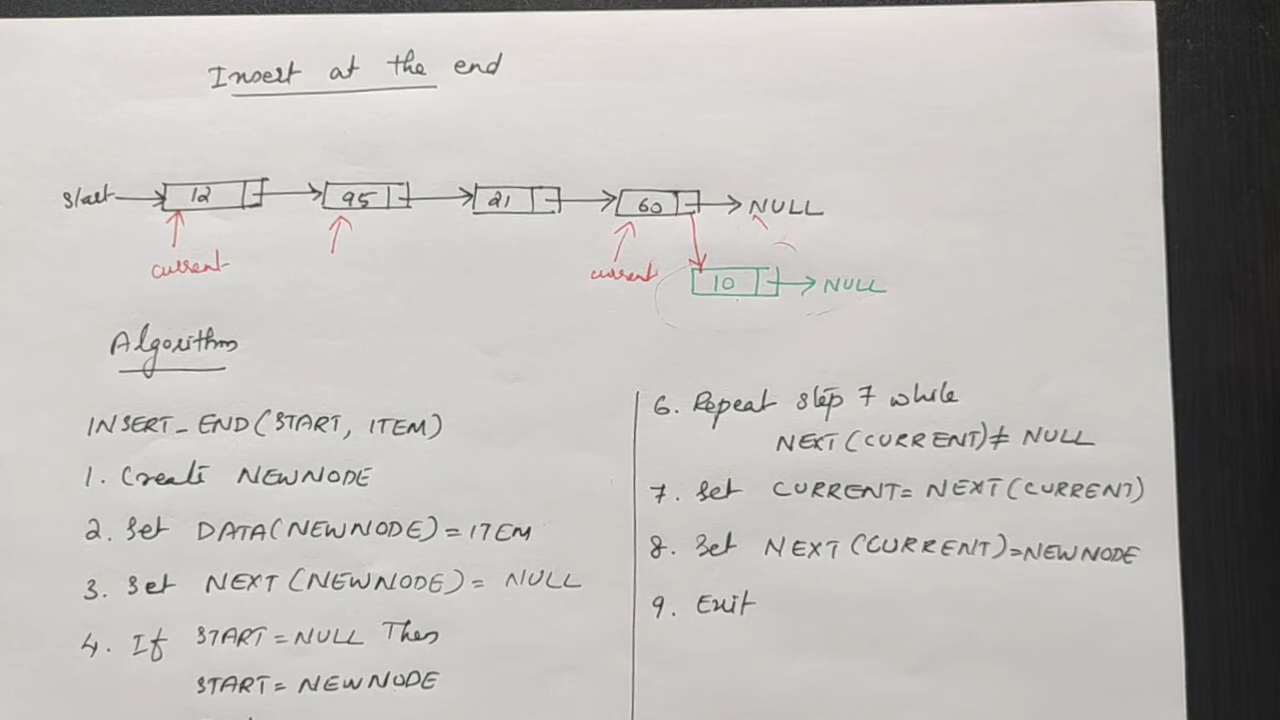 Insert at the end
Start 12 95 21 60 NULL
current current
10 NULL
Algorithm
INSERT_END(START, ITEM)
1. Create NEWNODE
2. Set DATA(NEWNODE)=ITEM
3. Set NEXT(NEWNODE)= NULL
4. If START=NULL Then
START= NEWNODE
6. Repeat step 7 while
NEXT(CURRENT)≠ NULL
7. Set CURRENT= NEXT(CURRENT)
8. Set NEXT(CURRENT)=NEWNODE
9. Exit